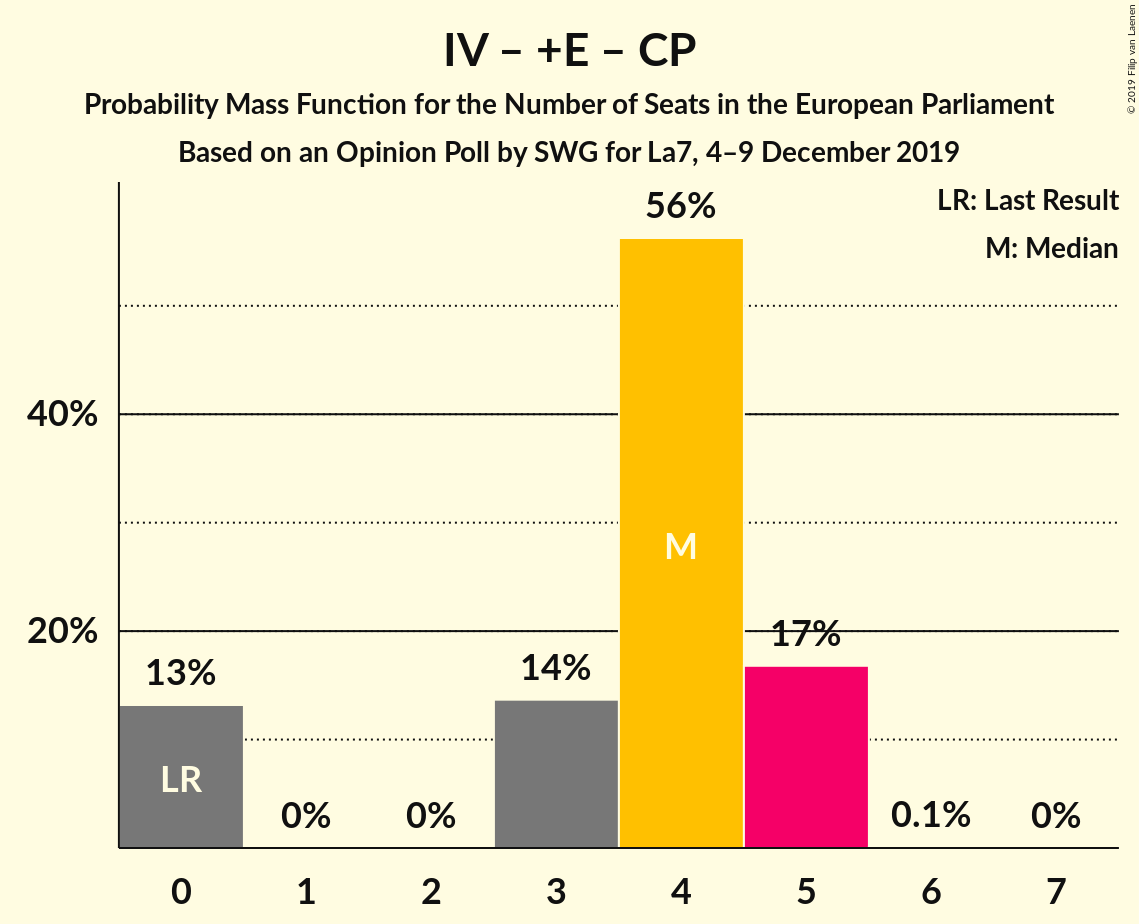 IV – +E – CP
Probability Mass Function for the Number of Seats in the European Parliament
Based on an Opinion Poll by SWG for La7, 4–9 December 2019
© 2019 Filip van Laenen
LR: Last Result
M: Median
56%
40%
M
20%
17%
13%
14%
LR
0%
0%
0.1%
0%
0 1 2 3 4 5 6 7